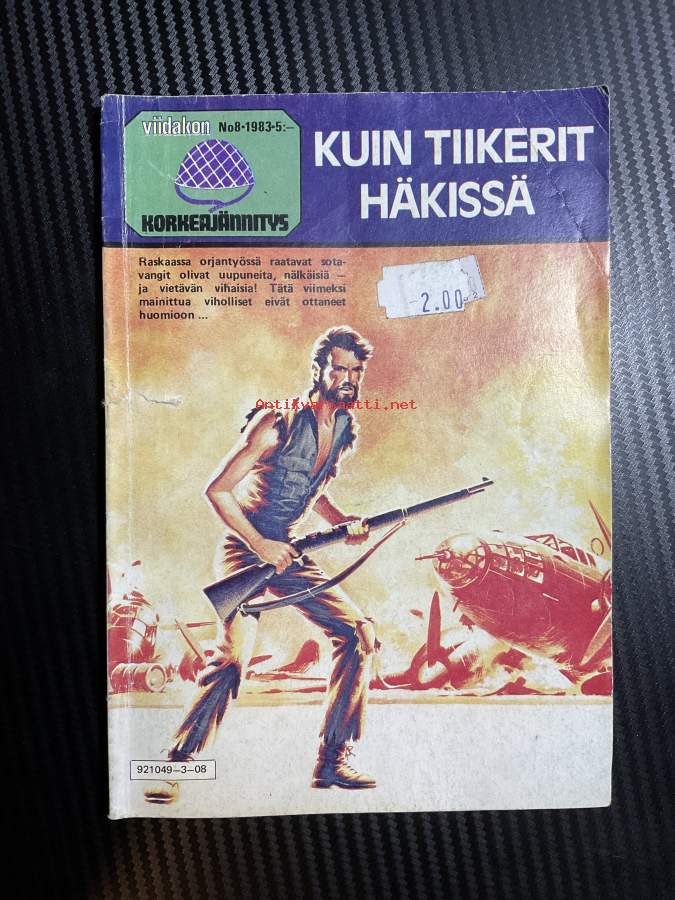 viidakon No8·1983·5:–
KORKEAJÄNNITYS
KUIN TIIKERIT
HÄKISSÄ
Raskaassa orjantyössä raatavat sota-
vangit olivat uupuneita, nälkäisiä —
ja vietävän vihaisia! Tätä viimeksi
mainittua viholliset eivät ottaneet
huomioon ...
-2.00
Antikvariaatti.net
921049–3–08